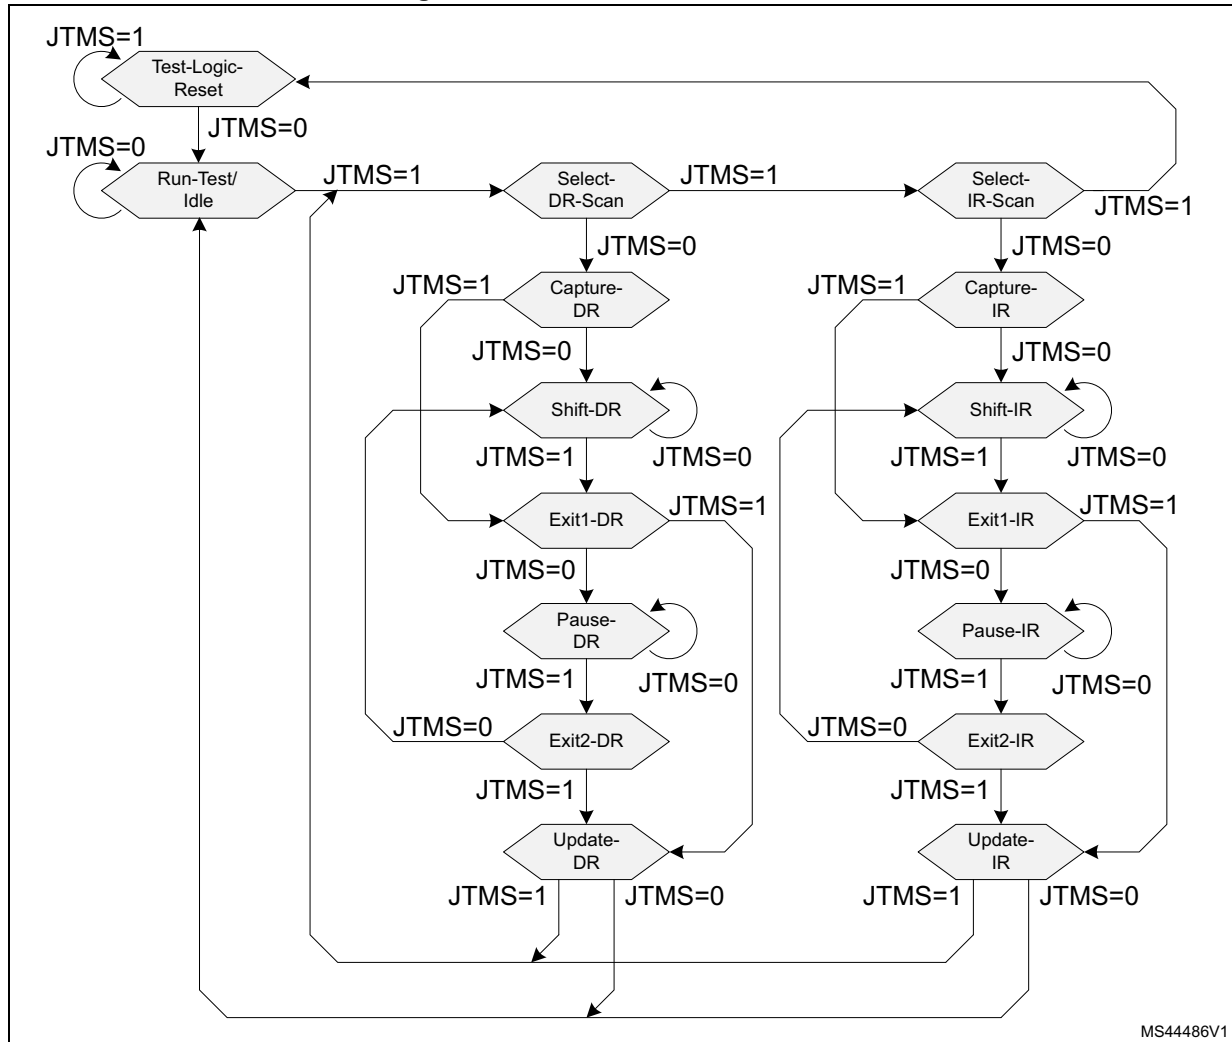 JTMS=1
Test-Logic-
Reset
JTMS=0
JTMS=0
Run-Test/
Idle
JTMS=1
Select-
DR-Scan
JTMS=1
Select-
IR-Scan
JTMS=1
JTMS=0
JTMS=0
JTMS=1
Capture-
DR
JTMS=1
Capture-
IR
JTMS=0
JTMS=0
Shift-DR
Shift-IR
JTMS=1
JTMS=0
JTMS=1
JTMS=0
Exit1-DR
JTMS=1
Exit1-IR
JTMS=1
JTMS=0
JTMS=0
Pause-
DR
Pause-IR
JTMS=1
JTMS=0
JTMS=1
JTMS=0
JTMS=0
Exit2-DR
JTMS=0
Exit2-IR
JTMS=1
JTMS=1
Update-
DR
Update-
IR
JTMS=1
JTMS=0
JTMS=1
JTMS=0
MS44486V1